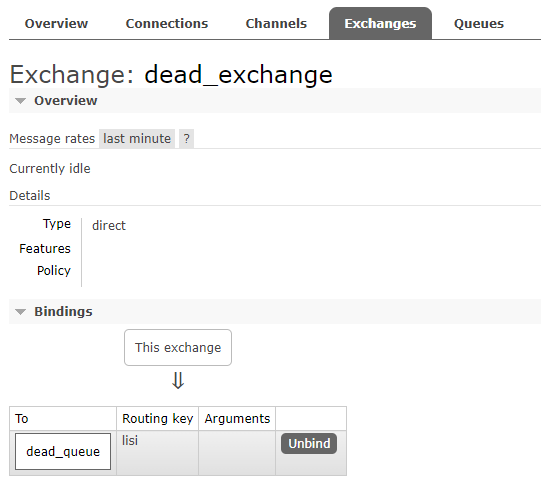 Overview Connections Channels Exchanges Queues
Exchange: dead_exchange
Overview
Message rates last minute ?
Currently idle
Details
Type direct
Features
Policy
Bindings
This exchange
⇓
To Routing key Arguments
dead_queue lisi Unbind